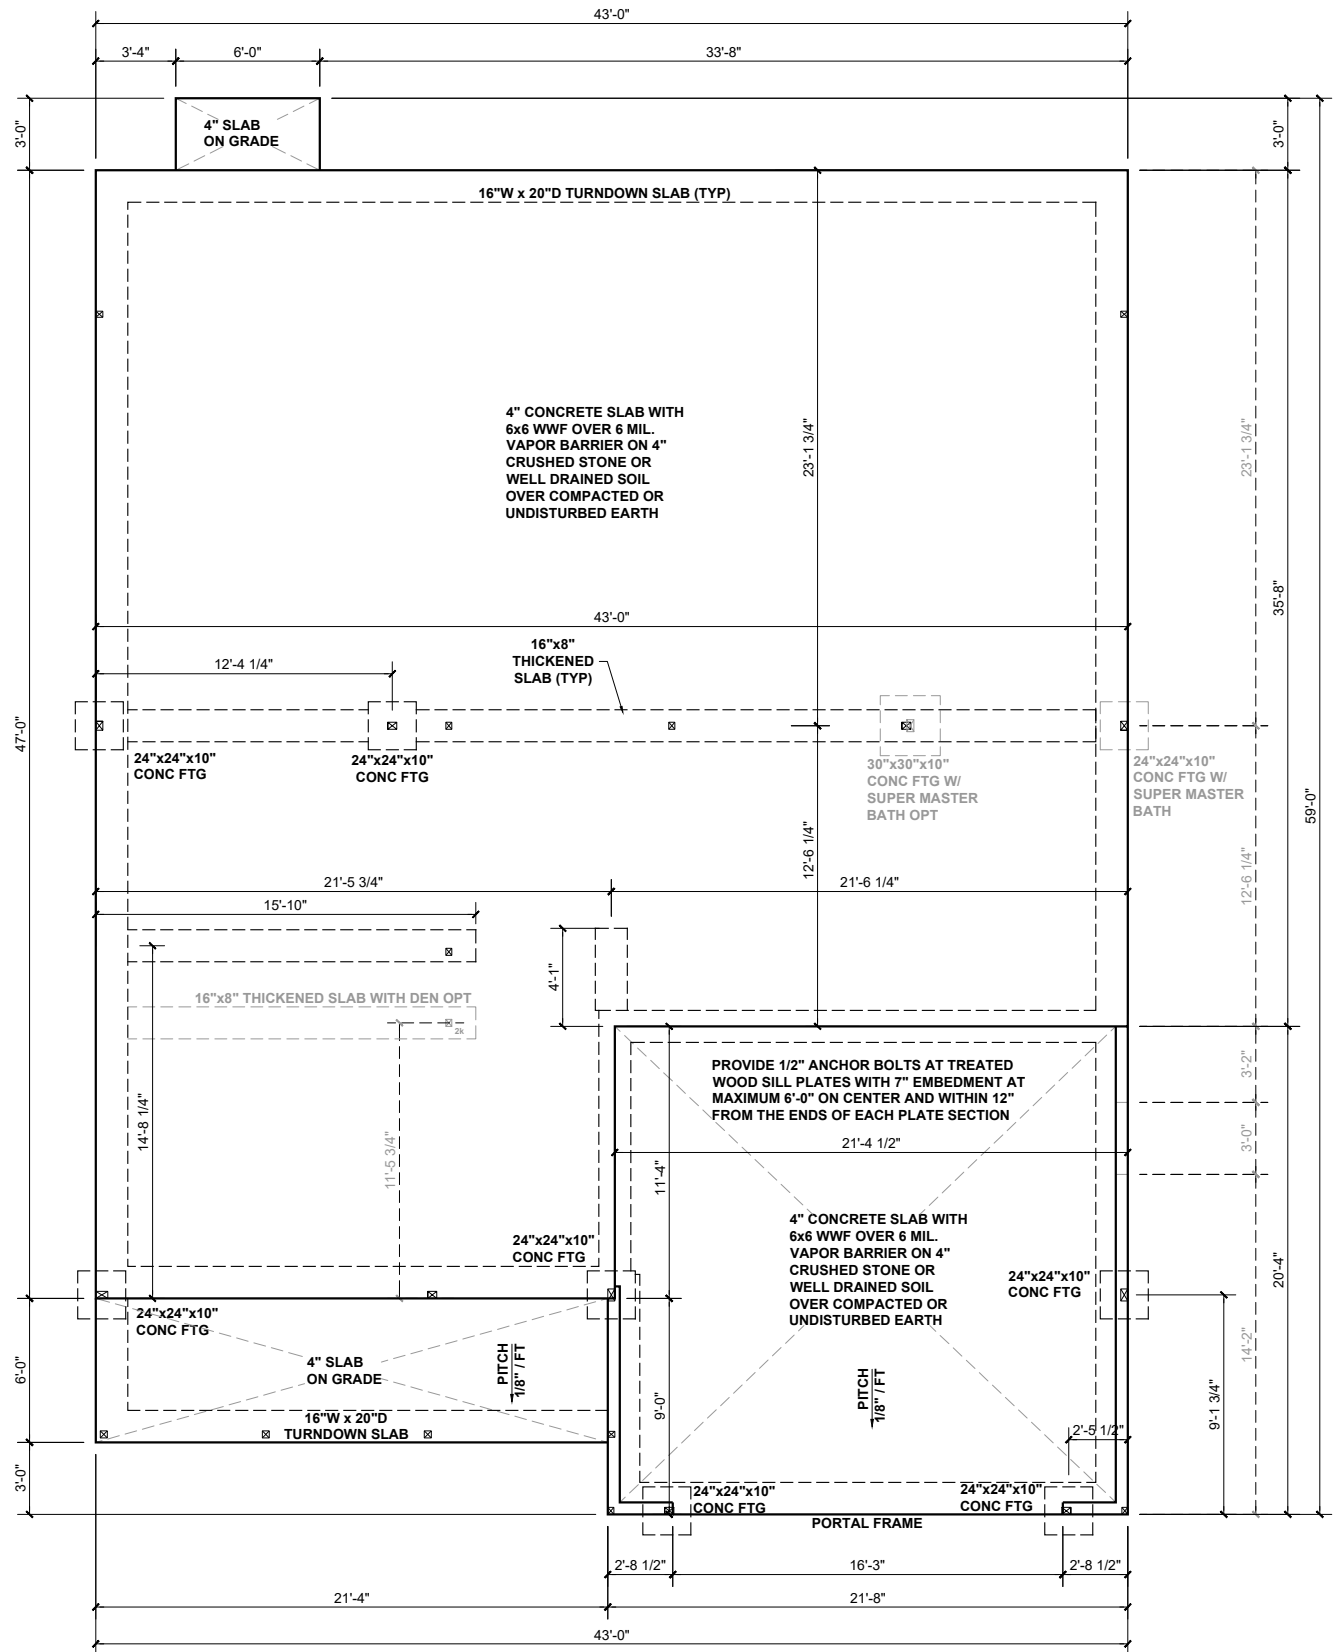 43'-0"
3'-4"
6'-0"
33'-8"
3'-0"
4" SLAB
ON GRADE
3'-0"
16"W x 20"D TURNDOWN SLAB (TYP)
4" CONCRETE SLAB WITH
6x6 WWF OVER 6 MIL.
VAPOR BARRIER ON 4"
CRUSHED STONE OR
WELL DRAINED SOIL
OVER COMPACTED OR
UNDISTURBED EARTH
23'-1 3/4"
23'-1 3/4"
35'-8"
43'-0"
16"x8"
THICKENED
SLAB (TYP)
12'-4 1/4"
47'-0"
24"x24"x10"
CONC FTG
24"x24"x10"
CONC FTG
30"x30"x10"
CONC FTG W/
SUPER MASTER
BATH OPT
24"x24"x10"
CONC FTG W/
SUPER MASTER
BATH
59'-0"
12'-6 1/4"
12'-6 1/4"
21'-5 3/4"
21'-6 1/4"
15'-10"
4'-1"
16"x8" THICKENED SLAB WITH DEN OPT
2k
14'-8 1/4"
11'-5 3/4"
PROVIDE 1/2" ANCHOR BOLTS AT TREATED
WOOD SILL PLATES WITH 7" EMBEDMENT AT
MAXIMUM 6'-0" ON CENTER AND WITHIN 12"
FROM THE ENDS OF EACH PLATE SECTION
21'-4 1/2"
11'-4"
3'-2"
3'-0"
4" CONCRETE SLAB WITH
6x6 WWF OVER 6 MIL.
VAPOR BARRIER ON 4"
CRUSHED STONE OR
WELL DRAINED SOIL
OVER COMPACTED OR
UNDISTURBED EARTH
24"x24"x10"
CONC FTG
24"x24"x10"
CONC FTG
20'-4"
24"x24"x10"
CONC FTG
14'-2"
6'-0"
4" SLAB
ON GRADE
PITCH
1/8" / FT
PITCH
1/8" / FT
9'-0"
9'-1 3/4"
16"W x 20"D
TURNDOWN SLAB
2'-5 1/2"
3'-0"
24"x24"x10"
CONC FTG
24"x24"x10"
CONC FTG
PORTAL FRAME
2'-8 1/2"
16'-3"
2'-8 1/2"
21'-4"
21'-8"
43'-0"